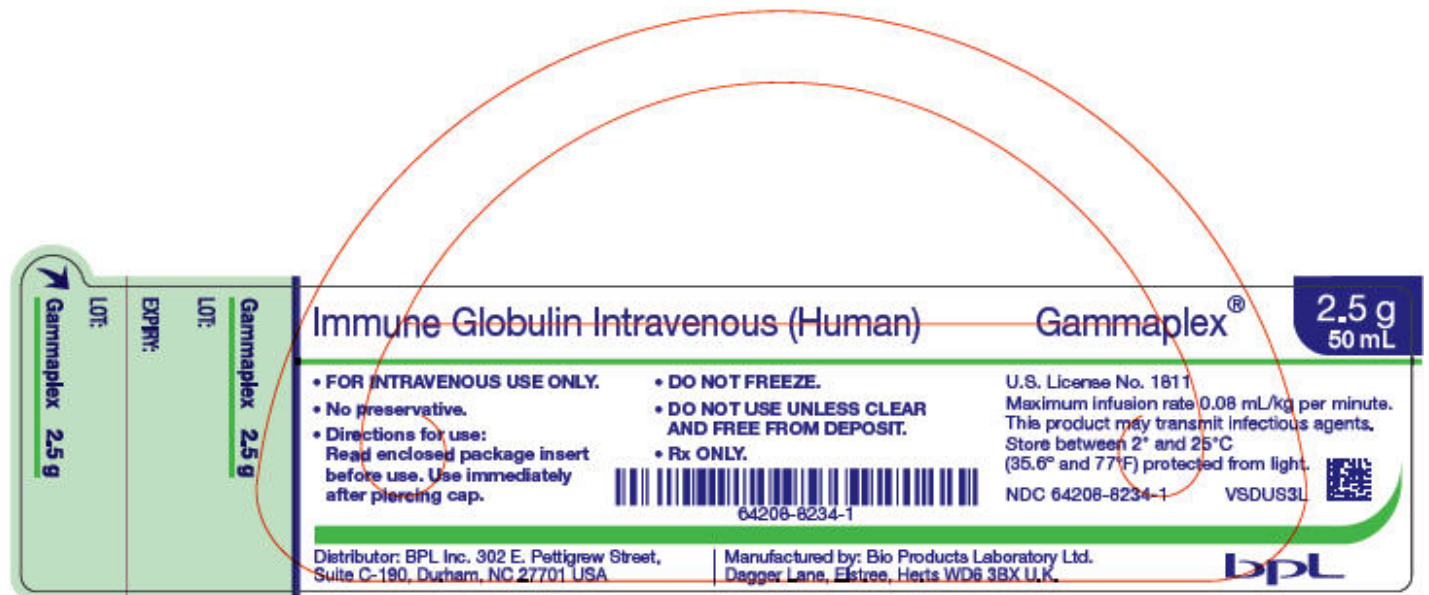 Gammaplex 2.5 g
LOT:
EXPIRY:
LOT:
Gammaplex 2.5 g
Immune Globulin Intravenous (Human)
Gammaplex®
2.5 g
50 mL
• FOR INTRAVENOUS USE ONLY.
• No preservative.
• Directions for use:
Read enclosed package insert
before use. Use immediately
after piercing cap.
• DO NOT FREEZE.
• DO NOT USE UNLESS CLEAR
AND FREE FROM DEPOSIT.
• Rx ONLY.
64208-8234-1
U.S. License No. 1811
Maximum infusion rate 0.08 mL/kg per minute.
This product may transmit infectious agents.
Store between 2° and 25°C
(35.6° and 77°F) protected from light.
NDC 64208-8234-1 VSDUS3L
Distributor: BPL Inc. 302 E. Pettigrew Street,
Suite C-190, Durham, NC 27701 USA
Manufactured by: Bio Products Laboratory Ltd.
Dagger Lane, Elstree, Herts WD6 3BX U.K.
bpl